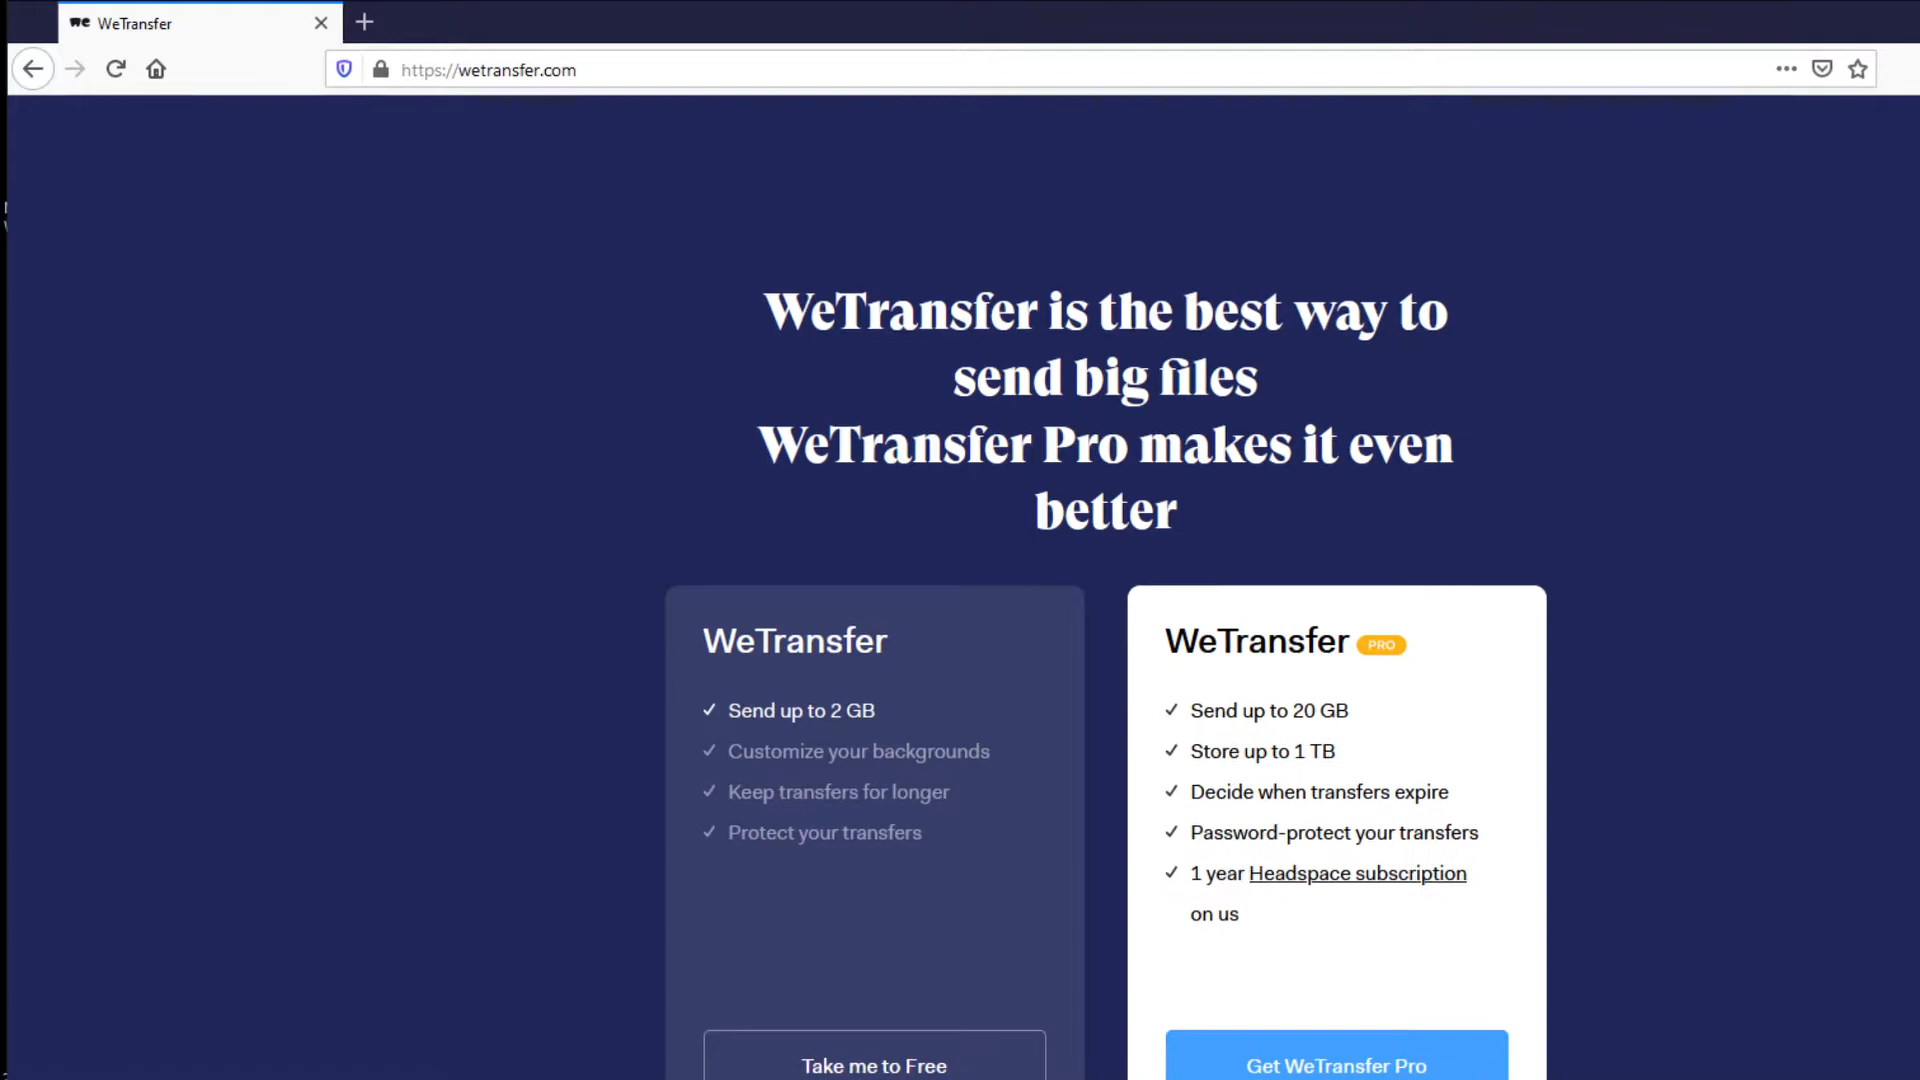 we WeTransfer
https://wetransfer.com
WeTransfer is the best way to
send big files
WeTransfer Pro makes it even
better
WeTransfer
Send up to 2 GB
Customize your backgrounds
Keep transfers for longer
Protect your transfers
Take me to Free
WeTransfer PRO
Send up to 20 GB
Store up to 1 TB
Decide when transfers expire
Password-protect your transfers
1 year Headspace subscription
on us
Get WeTransfer Pro